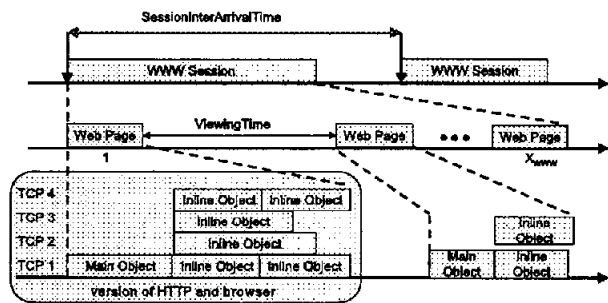 SessionInterArrivalTime
WWW Session
WWW Session
Web Page
ViewingTime
Web Page
Web Page
1
X_WWW
TCP 4
Inline Object
Inline Object
TCP 3
Inline Object
TCP 2
Inline Object
TCP 1
Main Object
Inline Object
Inline Object
version of HTTP and browser
Inline
Object
Main
Object
Inline
Object